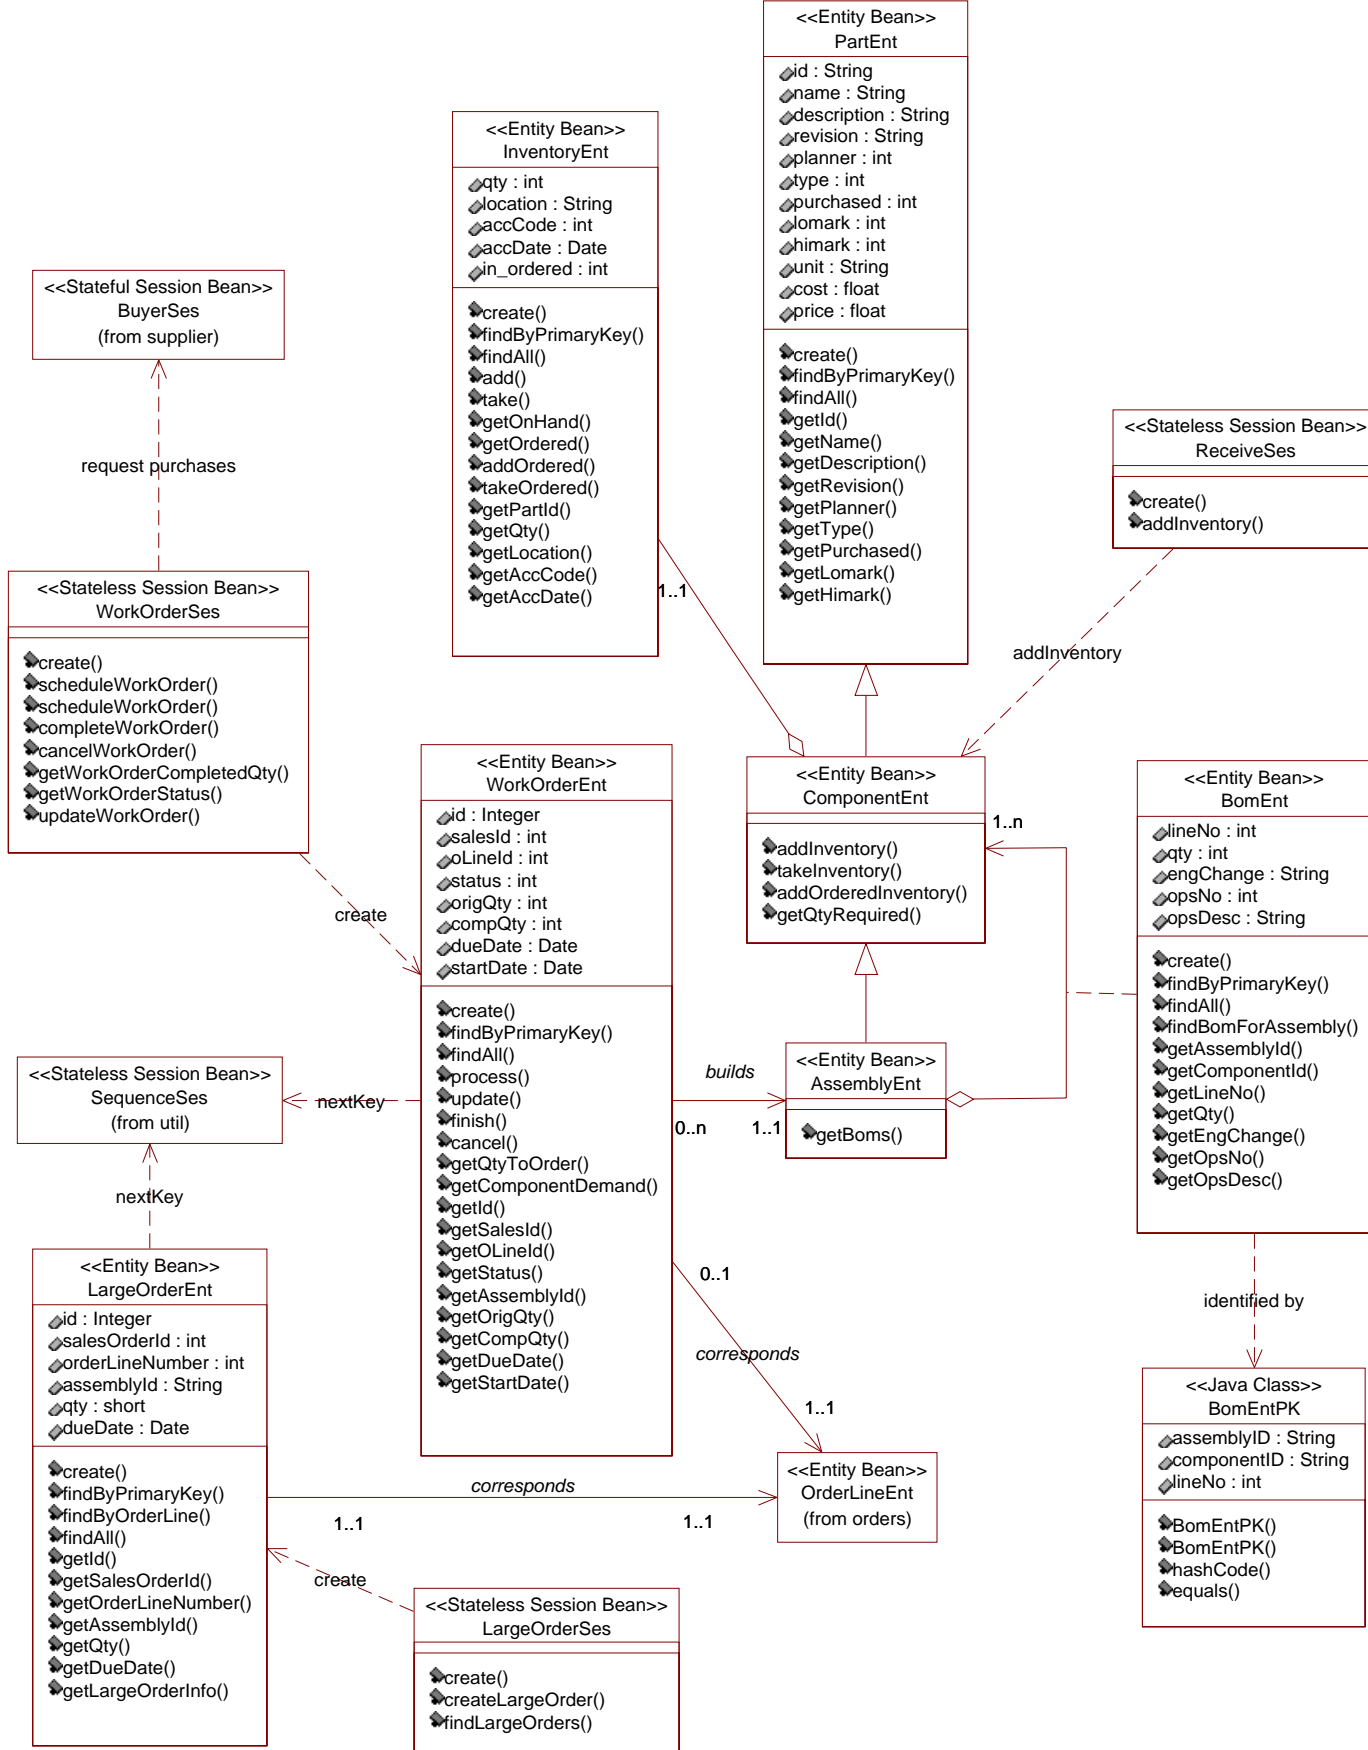 <<Entity Bean>>
PartEnt
id : String
name : String
description : String
revision : String
planner : int
type : int
purchased : int
lomark : int
himark : int
unit : String
cost : float
price : float
create()
findByPrimaryKey()
findAll()
getId()
getName()
getDescription()
getRevision()
getPlanner()
getType()
getPurchased()
getLomark()
getHimark()
<<Entity Bean>>
InventoryEnt
qty : int
location : String
accCode : int
accDate : Date
in_ordered : int
create()
findByPrimaryKey()
findAll()
add()
take()
getOnHand()
getOrdered()
addOrdered()
takeOrdered()
getPartId()
getQty()
getLocation()
getAccCode()
getAccDate()
1..1
<<Stateful Session Bean>>
BuyerSes
(from supplier)
request purchases
<<Stateless Session Bean>>
ReceiveSes
create()
addInventory()
addInventory
<<Stateless Session Bean>>
WorkOrderSes
create()
scheduleWorkOrder()
scheduleWorkOrder()
completeWorkOrder()
cancelWorkOrder()
getWorkOrderCompletedQty()
getWorkOrderStatus()
updateWorkOrder()
create
<<Entity Bean>>
WorkOrderEnt
id : Integer
salesId : int
oLineId : int
status : int
origQty : int
compQty : int
dueDate : Date
startDate : Date
create()
findByPrimaryKey()
findAll()
process()
update()
finish()
cancel()
getQtyToOrder()
getComponentDemand()
getId()
getSalesId()
getOLineId()
getStatus()
getAssemblyId()
getOrigQty()
getCompQty()
getDueDate()
getStartDate()
<<Entity Bean>>
ComponentEnt
addInventory()
takeInventory()
addOrderedInventory()
getQtyRequired()
1..n
<<Entity Bean>>
BomEnt
lineNo : int
qty : int
engChange : String
opsNo : int
opsDesc : String
create()
findByPrimaryKey()
findAll()
findBomForAssembly()
getAssemblyId()
getComponentId()
getLineNo()
getQty()
getEngChange()
getOpsNo()
getOpsDesc()
<<Stateless Session Bean>>
SequenceSes
(from util)
nextKey
nextKey
builds
0..n
1..1
<<Entity Bean>>
AssemblyEnt
getBoms()
<<Entity Bean>>
LargeOrderEnt
id : Integer
salesOrderId : int
orderLineNumber : int
assemblyId : String
qty : short
dueDate : Date
create()
findByPrimaryKey()
findByOrderLine()
findAll()
getId()
getSalesOrderId()
getOrderLineNumber()
getAssemblyId()
getQty()
getDueDate()
getLargeOrderInfo()
0..1
corresponds
1..1
identified by
<<Java Class>>
BomEntPK
assemblyID : String
componentID : String
lineNo : int
BomEntPK()
BomEntPK()
hashCode()
equals()
corresponds
1..1
1..1
<<Entity Bean>>
OrderLineEnt
(from orders)
create
<<Stateless Session Bean>>
LargeOrderSes
create()
createLargeOrder()
findLargeOrders()